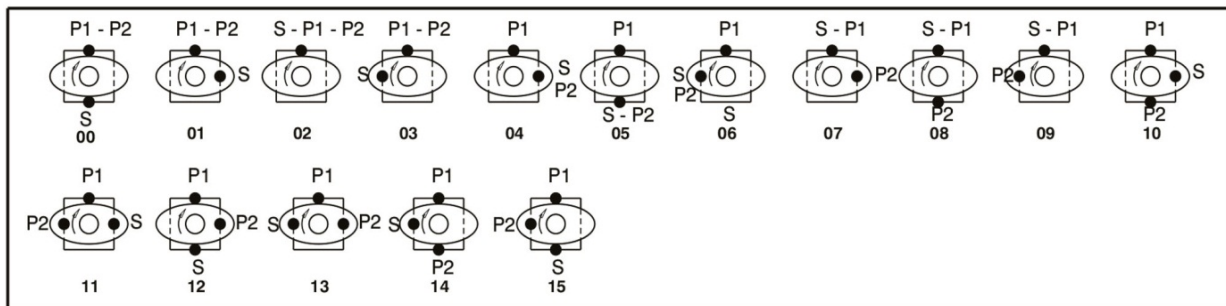 P1 - P2 P1 - P2 S - P1 - P2 P1 - P2 P1 P1 P1 S - P1 S - P1 S - P1 P1
S S S P2 S P2 P2 P2 S
S S - P2 S P2 P2
00 01 02 03 04 05 06 07 08 09 10
P1 P1 P1 P1 P1
P2 S P2 S P2 S P2
S P2 S
11 12 13 14 15